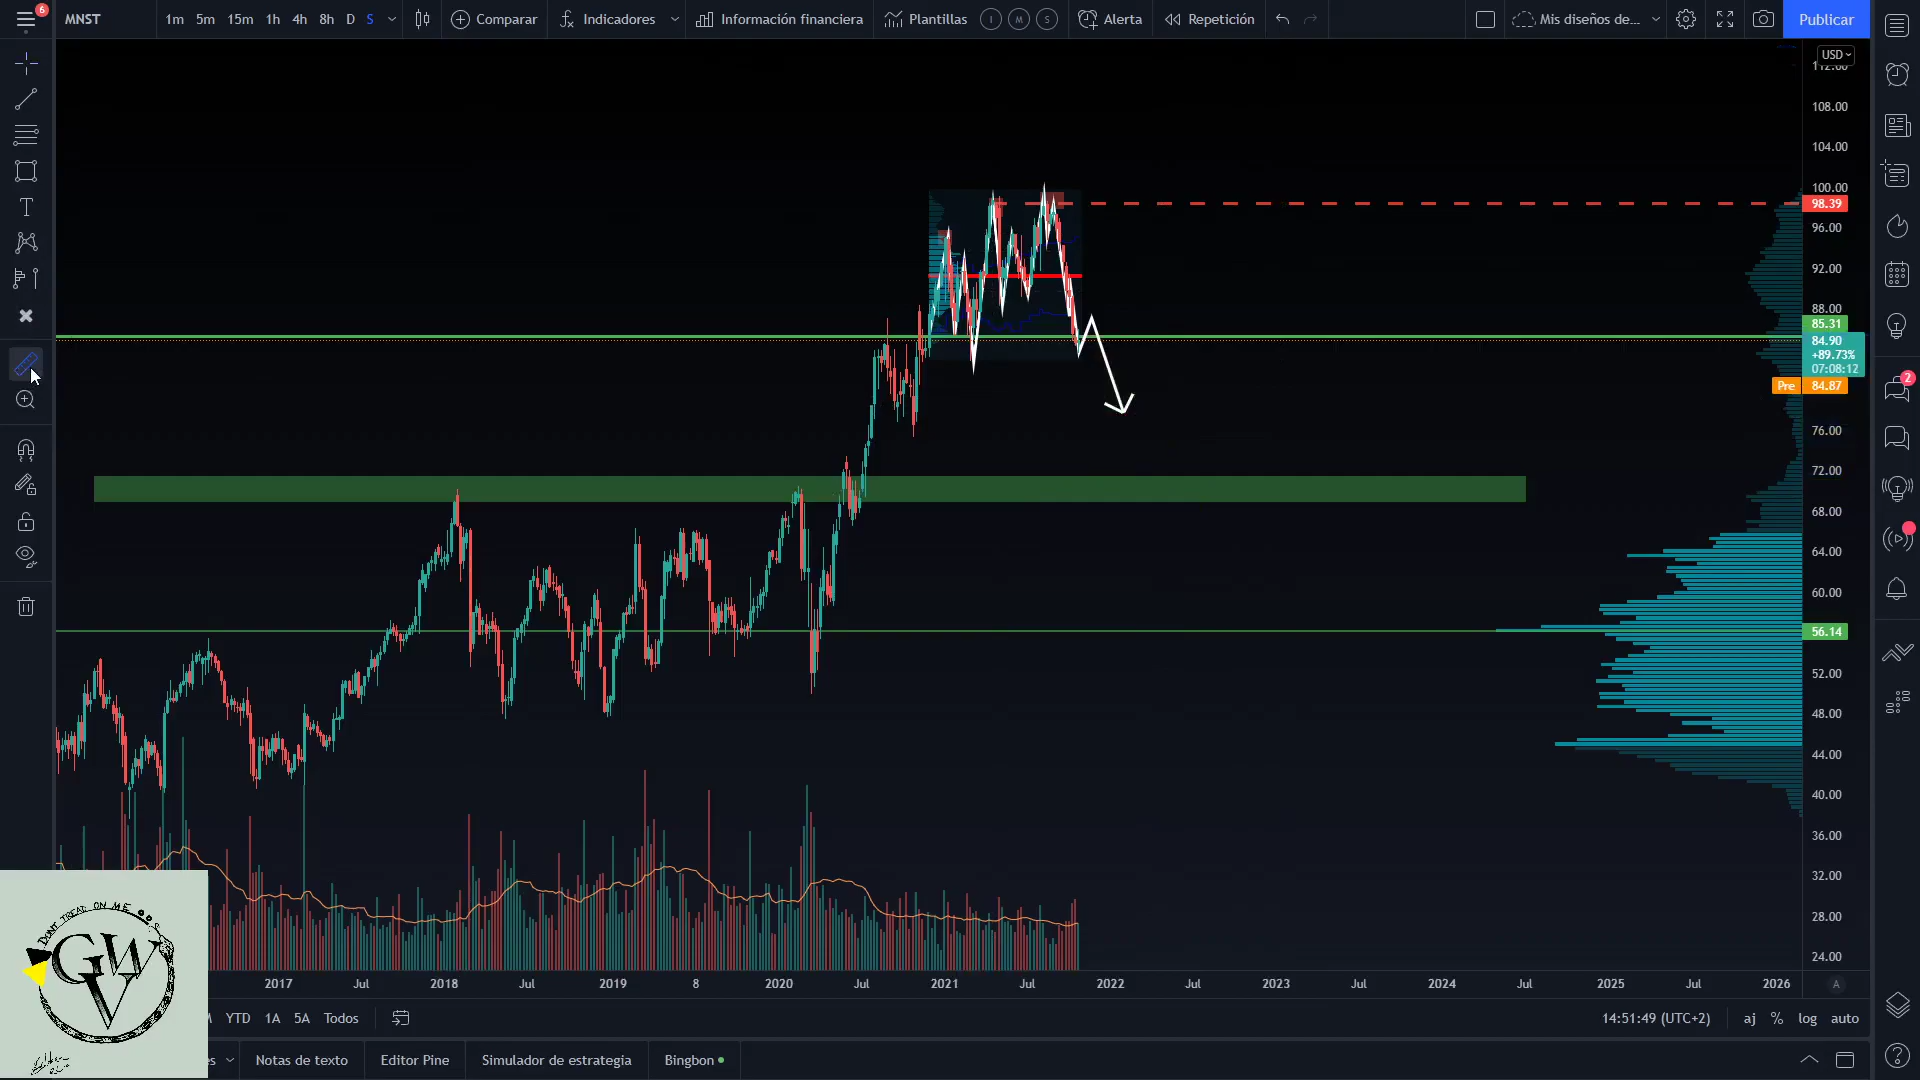 6
MNST
1m 5m 15m 1h 4h 8h D S
Comparar
Indicadores
Información financiera
Plantillas
I M S
Alerta
Repetición
Mis diseños de...
Publicar
USD
108.00
104.00
100.00
98.39
96.00
92.00
88.00
85.31
84.90
+89.73%
07:08:12
Pre 84.87
76.00
72.00
68.00
64.00
60.00
56.14
52.00
48.00
44.00
40.00
36.00
32.00
28.00
24.00
2
2017 Jul 2018 Jul 2019 8 2020 Jul 2021 Jul 2022 Jul 2023 Jul 2024 Jul 2025 Jul 2026
A
YTD 1A 5A Todos
14:51:49 (UTC+2)
aj % log auto
Notas de texto
Editor Pine
Simulador de estrategia
Bingbon
DONT TREAD ON ME
GWV